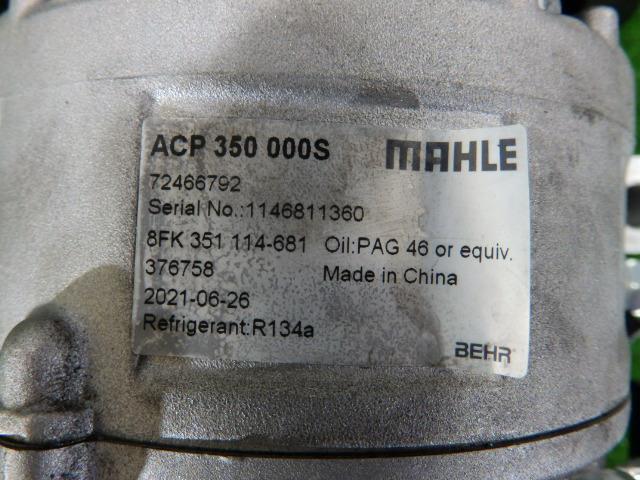 ACP 350 000S MAHLE
72466792
Serial No.:1146811360
8FK 351 114-681 Oil:PAG 46 or equiv.
376758 Made in China
2021-06-26
Refrigerant:R134a
BEHR